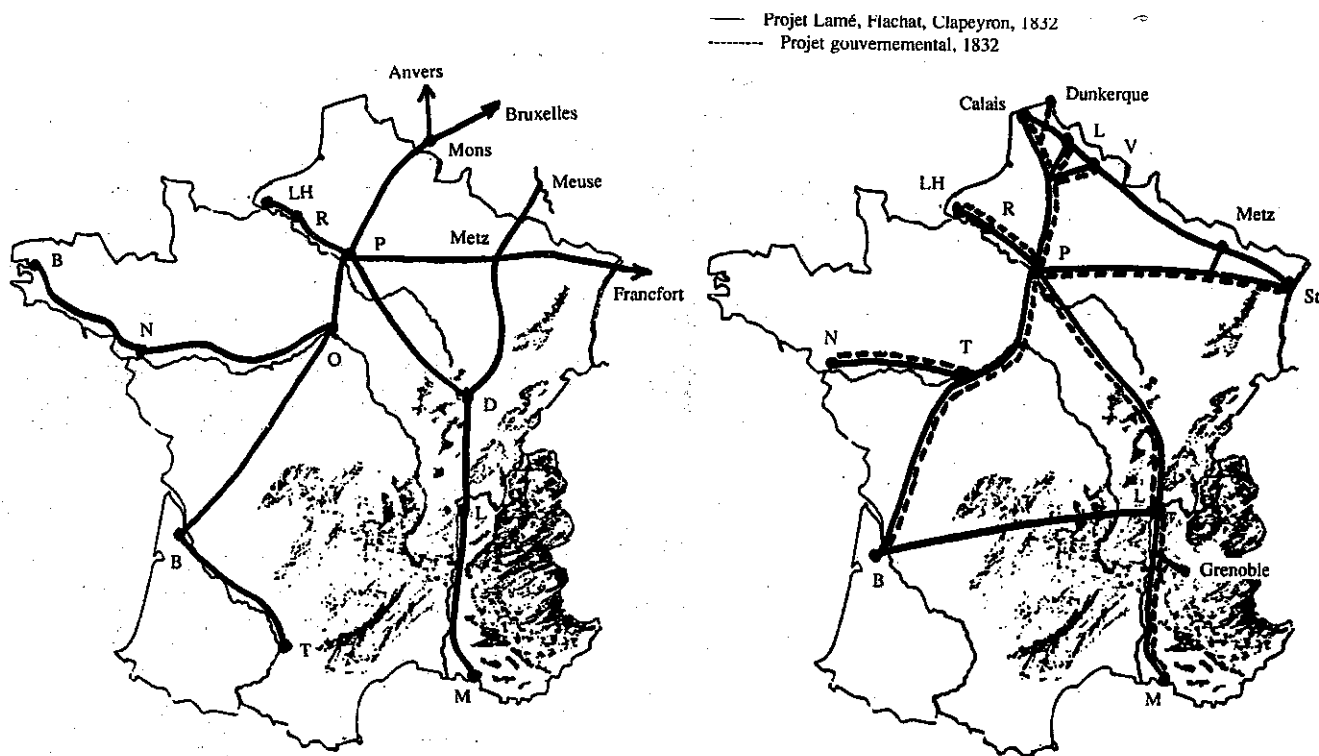 Projet Lamé, Flachat, Clapeyron, 1832
Projet gouvernemental, 1832
Anvers
Bruxelles
Mons
LH
R
P
Metz
Meuse
Francfort
B
N
O
D
L
B
T
M
Calais
Dunkerque
L
V
LH
R
P
Metz
St
N
T
L
B
Grenoble
M